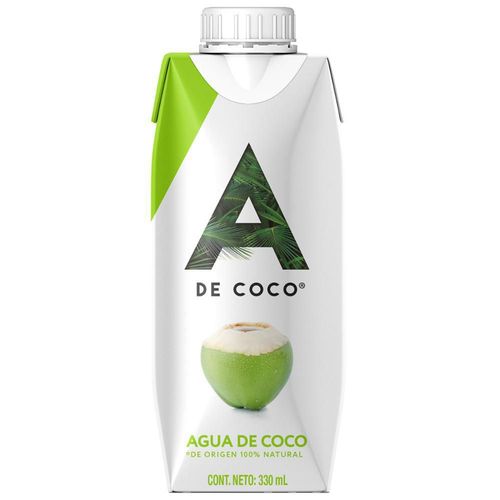 A
DE COCO®
AGUA DE COCO
*DE ORIGEN 100% NATURAL
CONT. NETO: 330 mL